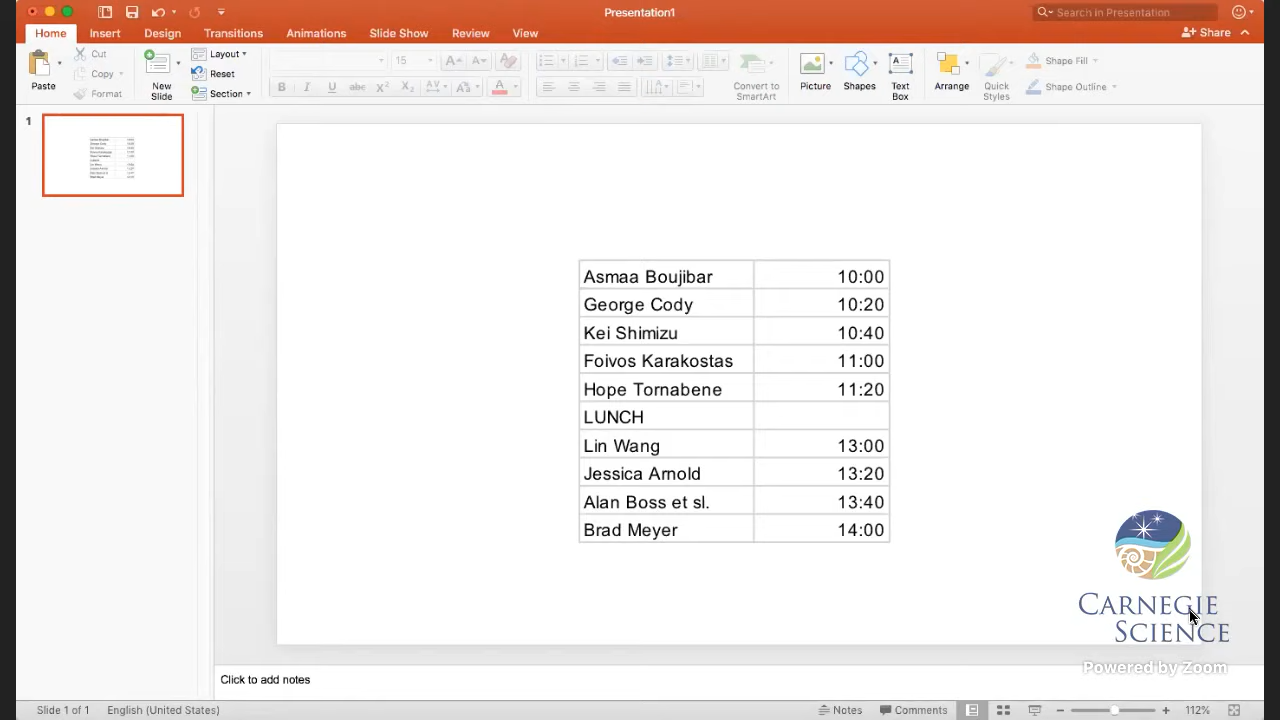 Presentation1
Search in Presentation
Home Insert Design Transitions Animations Slide Show Review View
Share
Paste
Cut
Copy
Format
New Slide
Layout
Reset
Section
15
Convert to SmartArt
Picture
Shapes
Text Box
Arrange
Quick Styles
Shape Fill
Shape Outline
1
Asmaa Boujibar 10:00
George Cody 10:20
Kei Shimizu 10:40
Foivos Karakostas 11:00
Hope Tornabene 11:20
LUNCH
Lin Wang 13:00
Jessica Arnold 13:20
Alan Boss et sl. 13:40
Brad Meyer 14:00
CARNEGIE
SCIENCE
Powered by Zoom
Click to add notes
Slide 1 of 1 English (United States) Notes Comments 112%